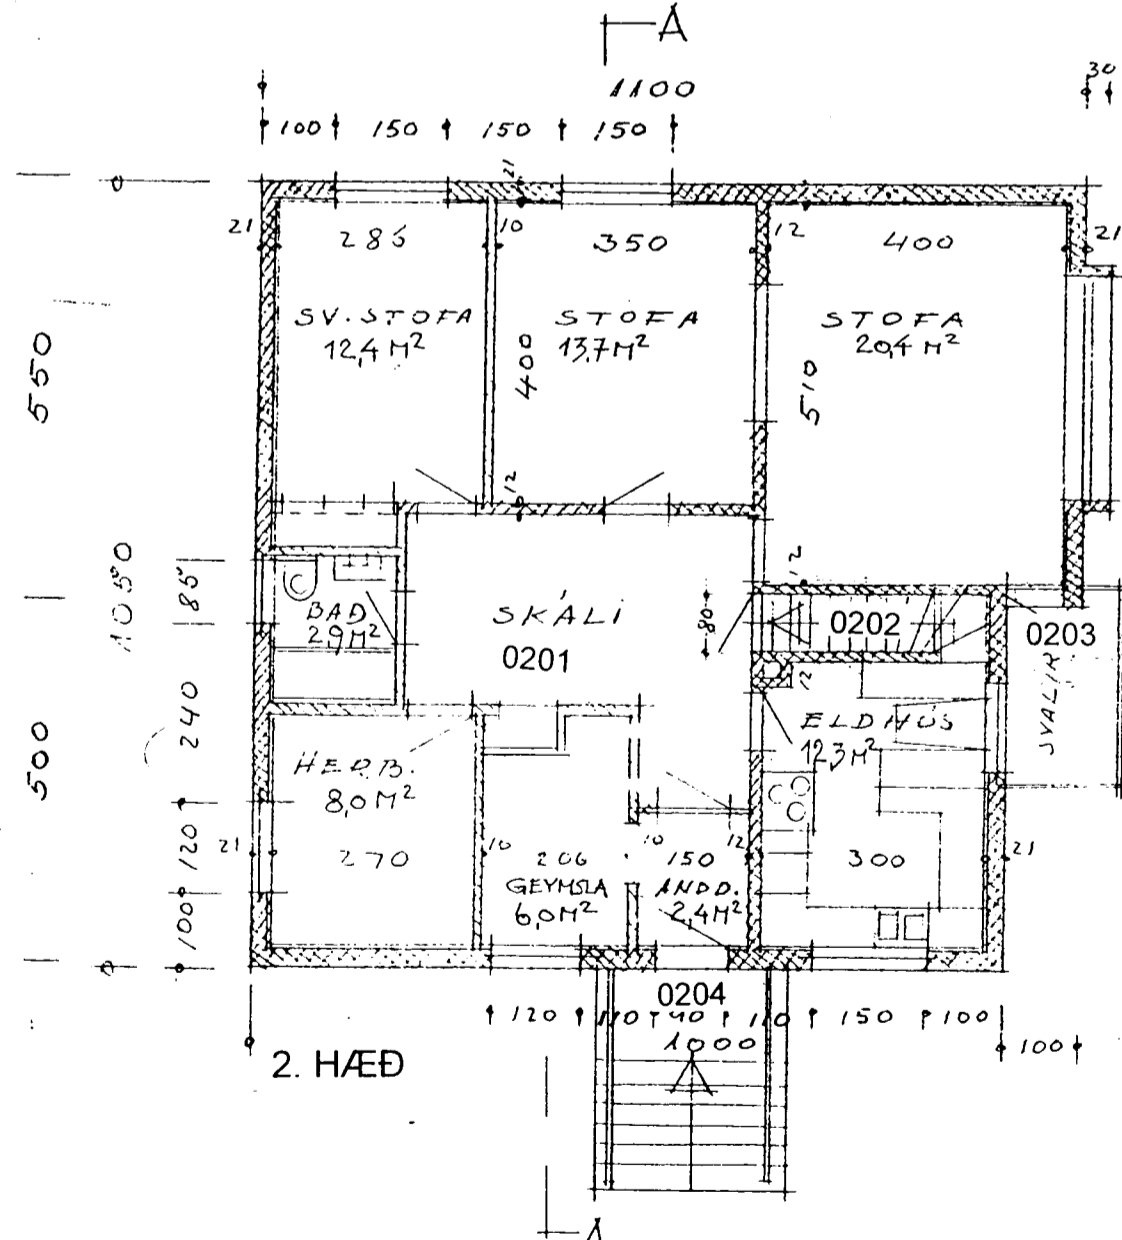 A
1100
30
100 150 150 150
21
21 285 10 350 12 400 21
SV. STOFA
12,4 M²
STOFA
13,7 M²
STOFA
20,4 M²
400
510
550
12
12
1050
85
BAÐ
2,9 M²
SKÁLI
0201
80
0202
0203
SVALIR
12
240
500
HERB.
8,0 M²
ELDHÚS
12,3 M²
120
21 270 10 206 10 150 12 300 21
GEYMSLA
6,0 M²
ANDD.
2,4 M²
100
0204
120 110 90 110 150 100
1000
100
2. HÆÐ
A